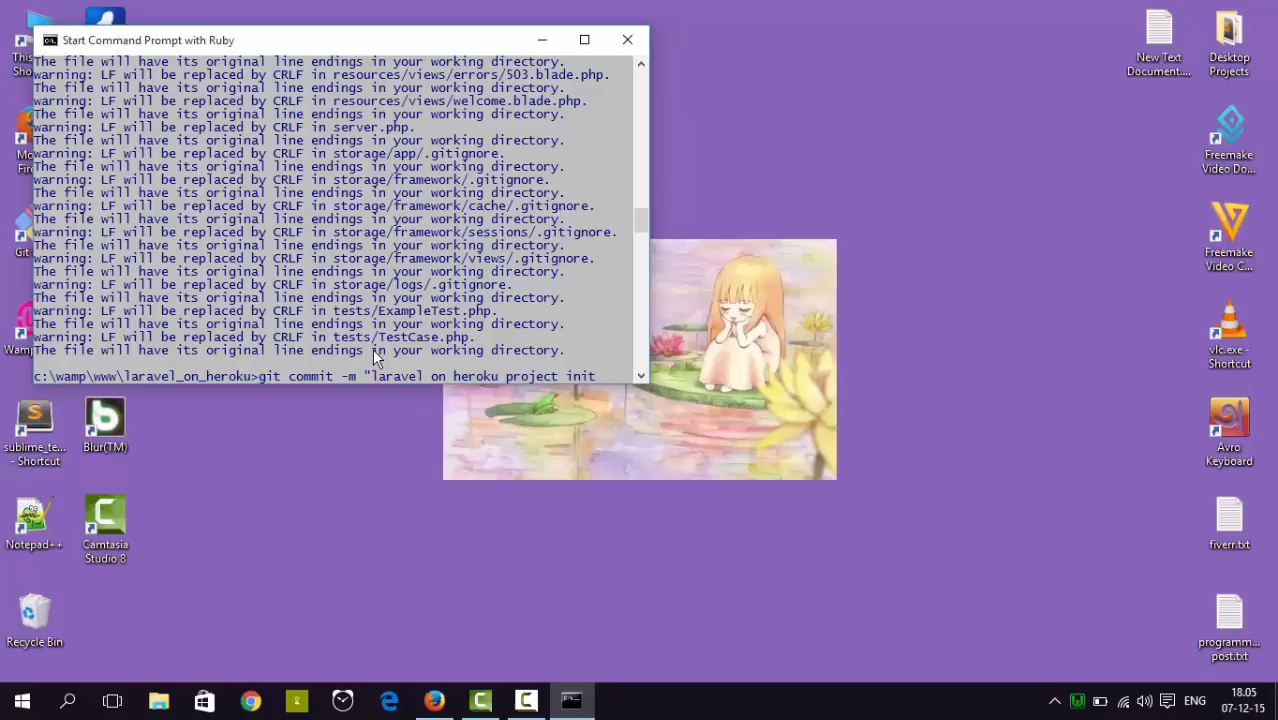 Start Command Prompt with Ruby
The file will have its original line endings in your working directory.
warning: LF will be replaced by CRLF in resources/views/errors/503.blade.php.
The file will have its original line endings in your working directory.
warning: LF will be replaced by CRLF in resources/views/welcome.blade.php.
The file will have its original line endings in your working directory.
warning: LF will be replaced by CRLF in server.php.
The file will have its original line endings in your working directory.
warning: LF will be replaced by CRLF in storage/app/.gitignore.
The file will have its original line endings in your working directory.
warning: LF will be replaced by CRLF in storage/framework/.gitignore.
The file will have its original line endings in your working directory.
warning: LF will be replaced by CRLF in storage/framework/cache/.gitignore.
The file will have its original line endings in your working directory.
warning: LF will be replaced by CRLF in storage/framework/sessions/.gitignore.
The file will have its original line endings in your working directory.
warning: LF will be replaced by CRLF in storage/framework/views/.gitignore.
The file will have its original line endings in your working directory.
warning: LF will be replaced by CRLF in storage/logs/.gitignore.
The file will have its original line endings in your working directory.
warning: LF will be replaced by CRLF in tests/ExampleTest.php.
The file will have its original line endings in your working directory.
warning: LF will be replaced by CRLF in tests/TestCase.php.
The file will have its original line endings in your working directory.
c:\wamp\www\laravel_on_heroku>git commit -m "laravel on heroku project init
This
Sho
Mo
Fire
Git
Wamp
sublime_te...
- Shortcut
Blur(TM)
Notepad++
Camtasia
Studio 8
Recycle Bin
New Text
Document....
Desktop
Projects
Freemake
Video Do...
Freemake
Video C...
vlc.exe -
Shortcut
Avro
Keyboard
fiverr.txt
programm...
post.txt
ENG
18.05
07-12-15